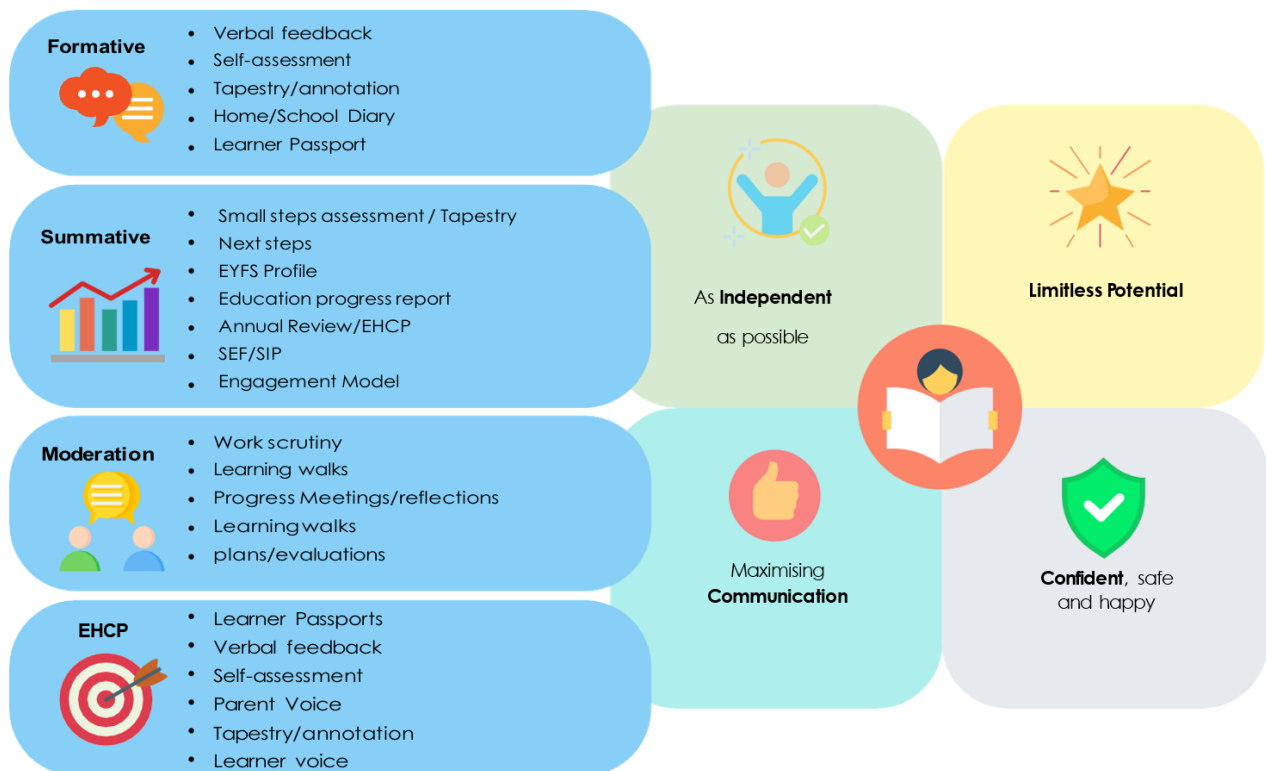 Formative
• Verbal feedback
• Self-assessment
• Tapestry/annotation
• Home/School Diary
• Learner Passport
Summative
• Small steps assessment / Tapestry
• Next steps
• EYFS Profile
• Education progress report
• Annual Review/EHCP
• SEF/SIP
• Engagement Model
Moderation
• Work scrutiny
• Learning walks
• Progress Meetings/reflections
• Learning walks
• plans/evaluations
EHCP
• Learner Passports
• Verbal feedback
• Self-assessment
• Parent Voice
• Tapestry/annotation
• Learner voice
As Independent
as possible
Limitless Potential
Maximising
Communication
Confident, safe
and happy